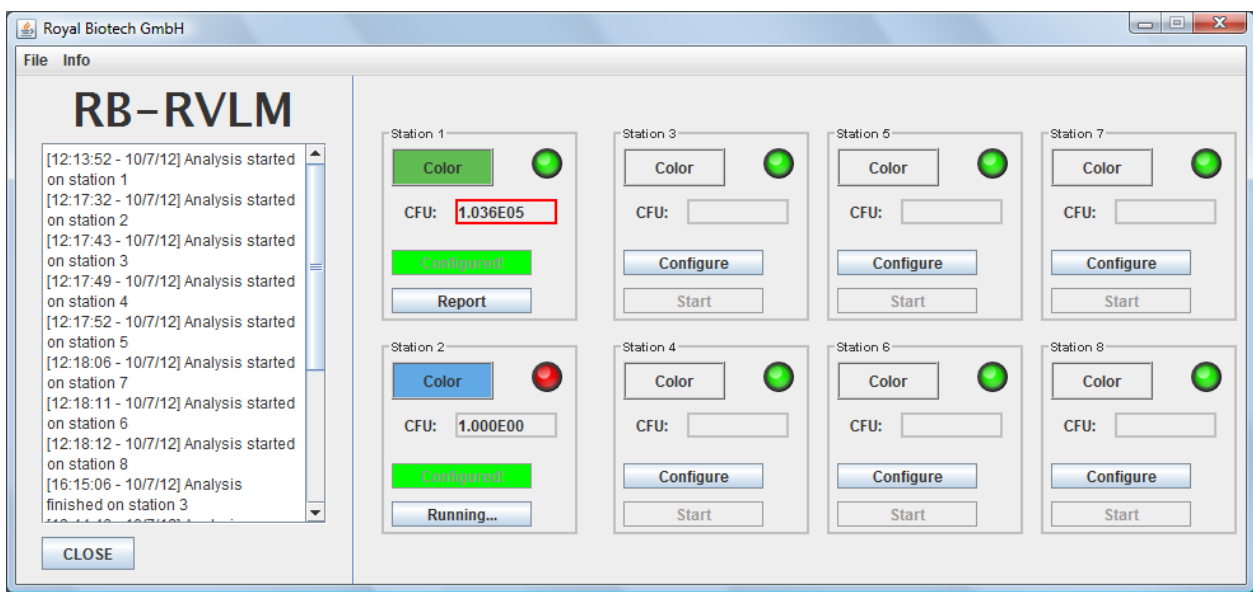 Royal Biotech GmbH
File Info
RB-RVLM
[12:13:52 - 10/7/12] Analysis started
on station 1
[12:17:32 - 10/7/12] Analysis started
on station 2
[12:17:43 - 10/7/12] Analysis started
on station 3
[12:17:49 - 10/7/12] Analysis started
on station 4
[12:17:52 - 10/7/12] Analysis started
on station 5
[12:18:06 - 10/7/12] Analysis started
on station 7
[12:18:11 - 10/7/12] Analysis started
on station 6
[12:18:12 - 10/7/12] Analysis started
on station 8
[16:15:06 - 10/7/12] Analysis
finished on station 3
CLOSE
Station 1
Color
CFU: 1.036E05
Configured!
Report
Station 3
Color
CFU:
Configure
Start
Station 5
Color
CFU:
Configure
Start
Station 7
Color
CFU:
Configure
Start
Station 2
Color
CFU: 1.000E00
Configured!
Running...
Station 4
Color
CFU:
Configure
Start
Station 6
Color
CFU:
Configure
Start
Station 8
Color
CFU:
Configure
Start